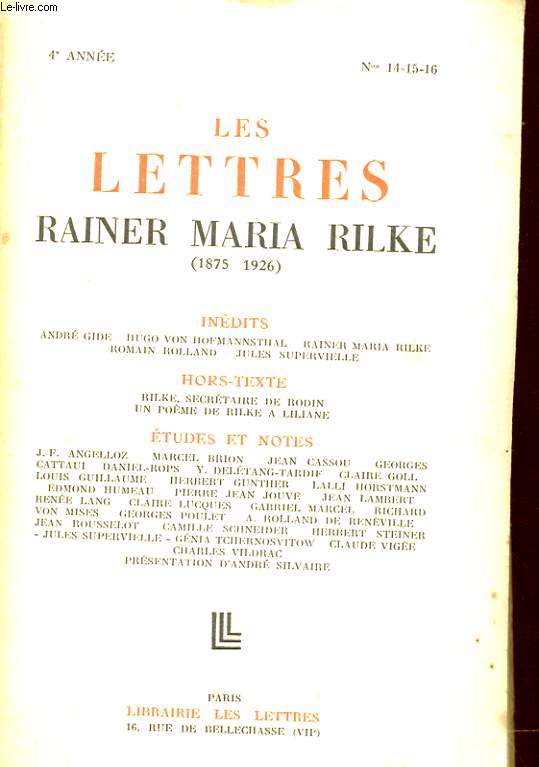 Le-livre.com
4e ANNÉE Nos 14-15-16
LES
LETTRES
RAINER MARIA RILKE
(1875 1926)
INÉDITS
ANDRÉ GIDE HUGO VON HOFMANNSTHAL RAINER MARIA RILKE
ROMAIN ROLLAND JULES SUPERVIELLE
HORS-TEXTE
RILKE, SECRÉTAIRE DE RODIN
UN POÊME DE RILKE A LILIANE
ÉTUDES ET NOTES
J.-F. ANGELLOZ MARCEL BRION JEAN CASSOU GEORGES
CATTAUI DANIEL-ROPS Y. DELÉTANG-TARDIF CLAIRE GOLL
LOUIS GUILLAUME HERBERT GUNTHER LALLI HORSTMANN
EDMOND HUMEAU PIERRE JEAN JOUVE JEAN LAMBERT
RENÉE LANG CLAIRE LUCQUES GABRIEL MARCEL RICHARD
VON MISES GEORGES POULET A. ROLLAND DE RENÉVILLE
JEAN ROUSSELOT CAMILLE SCHNEIDER HERBERT STEINER
- JULES SUPERVIELLE - GÉNIA TCHERNOSVITOW CLAUDE VIGÉE
CHARLES VILDRAC
PRÉSENTATION D'ANDRÉ SILVAIRE
LLL
PARIS
LIBRAIRIE LES LETTRES
16, RUE DE BELLECHASSE (VIIe)